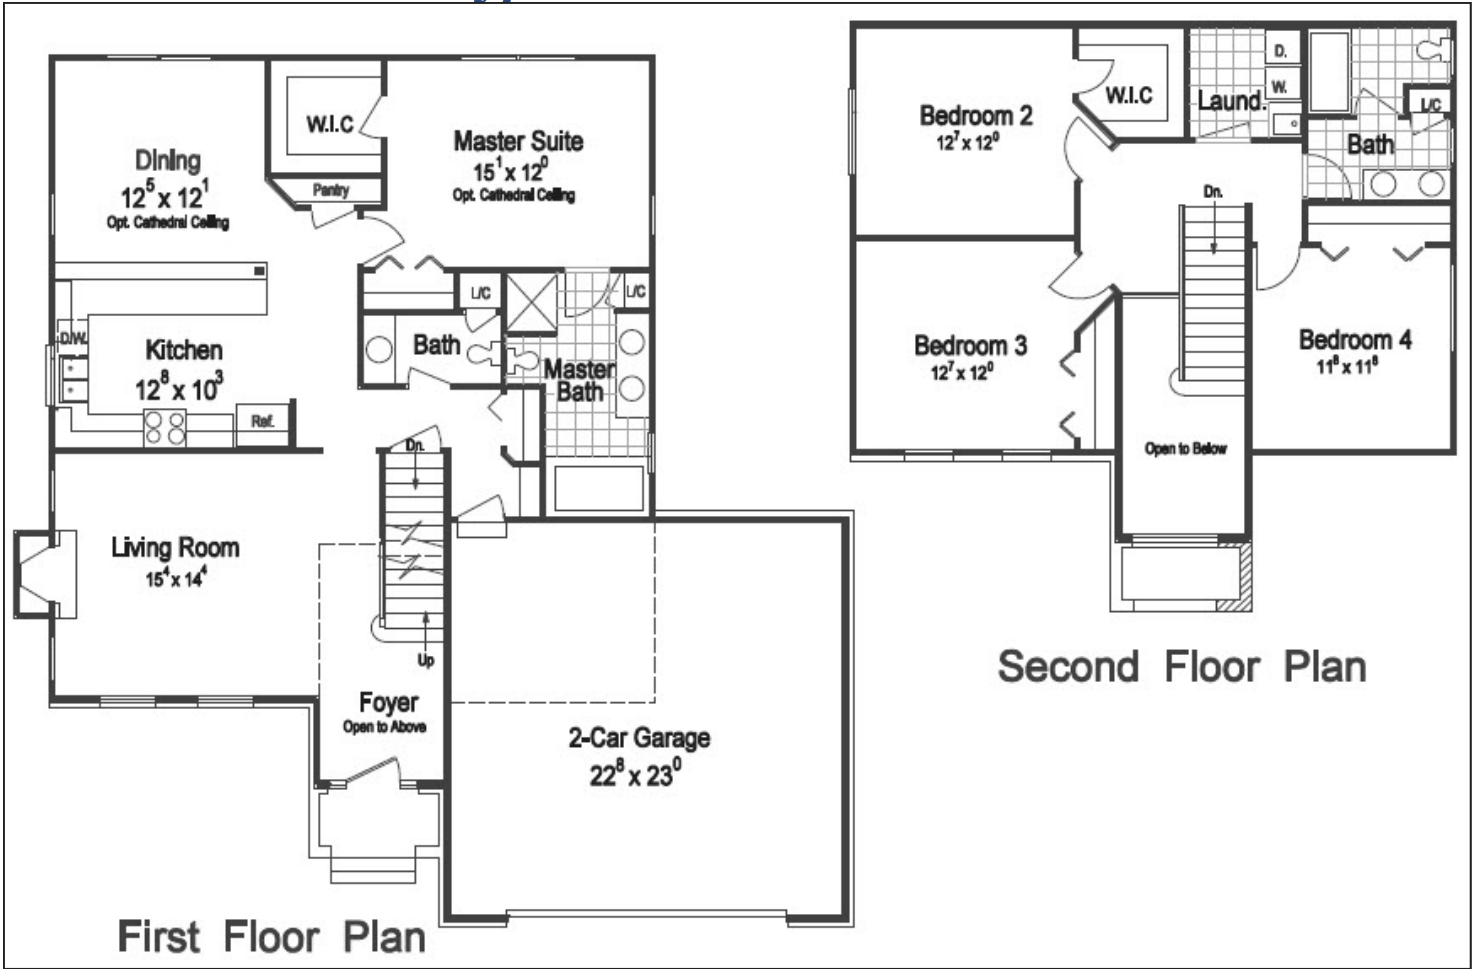 Dining
12⁵ x 12¹
Opt. Cathedral Ceiling
W.I.C
Pantry
Master Suite
15¹ x 12⁰
Opt. Cathedral Ceiling
L/C
L/C
D/W.
Kitchen
12⁸ x 10³
Ref.
Bath
Master
Bath
Dn.
Living Room
15⁴ x 14⁴
Up
Foyer
Open to Above
2-Car Garage
22⁸ x 23⁰
First Floor Plan
Bedroom 2
12⁷ x 12⁰
W.I.C
Laund.
D.
W.
L/C
Bath
Dn.
Bedroom 3
12⁷ x 12⁰
Bedroom 4
11⁸ x 11⁸
Open to Below
Second Floor Plan